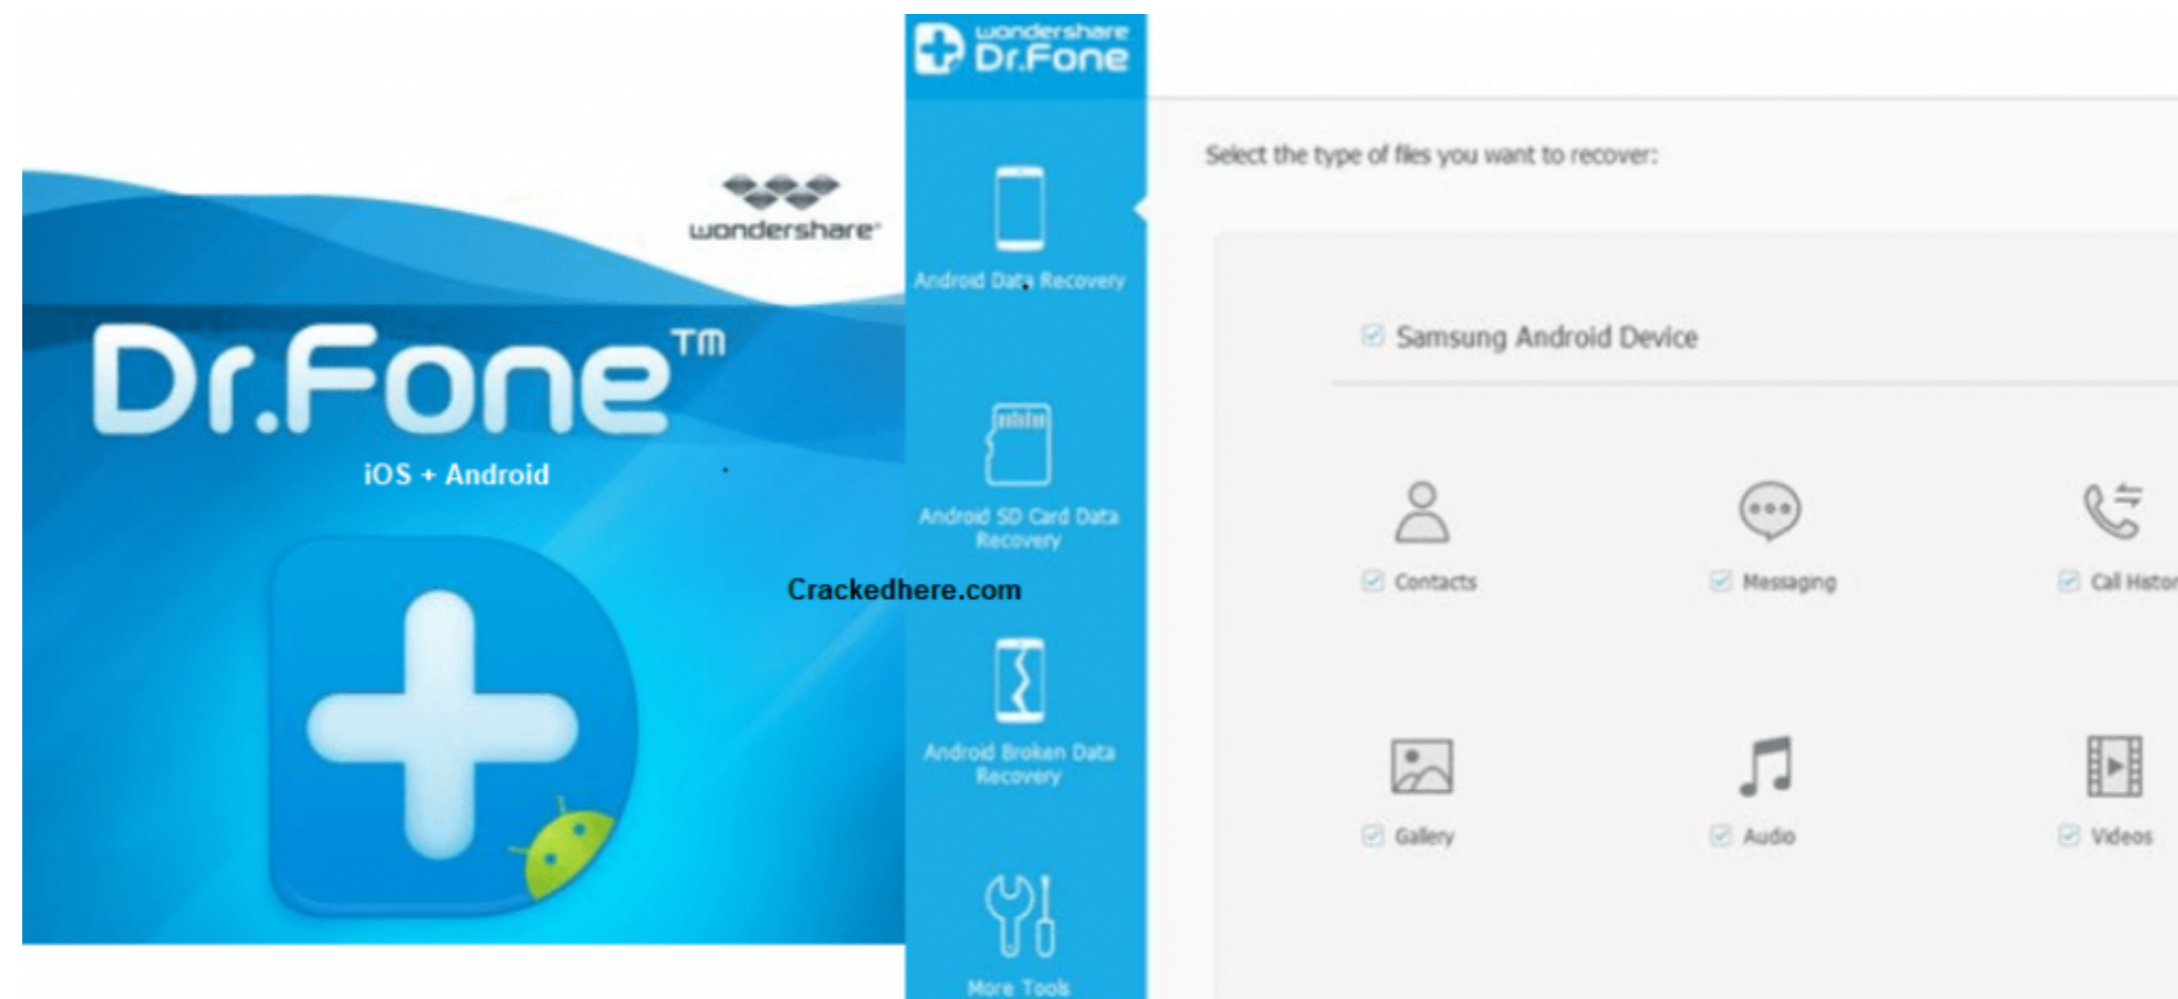 wondershare
Dr.Fone™
iOS + Android
Crackedhere.com
wondershare
Dr.Fone
Android Data Recovery
Android SD Card Data
Recovery
Android Broken Data
Recovery
More Tools
Select the type of files you want to recover:
Samsung Android Device
Contacts
Messaging
Call Histor
Gallery
Audio
Videos